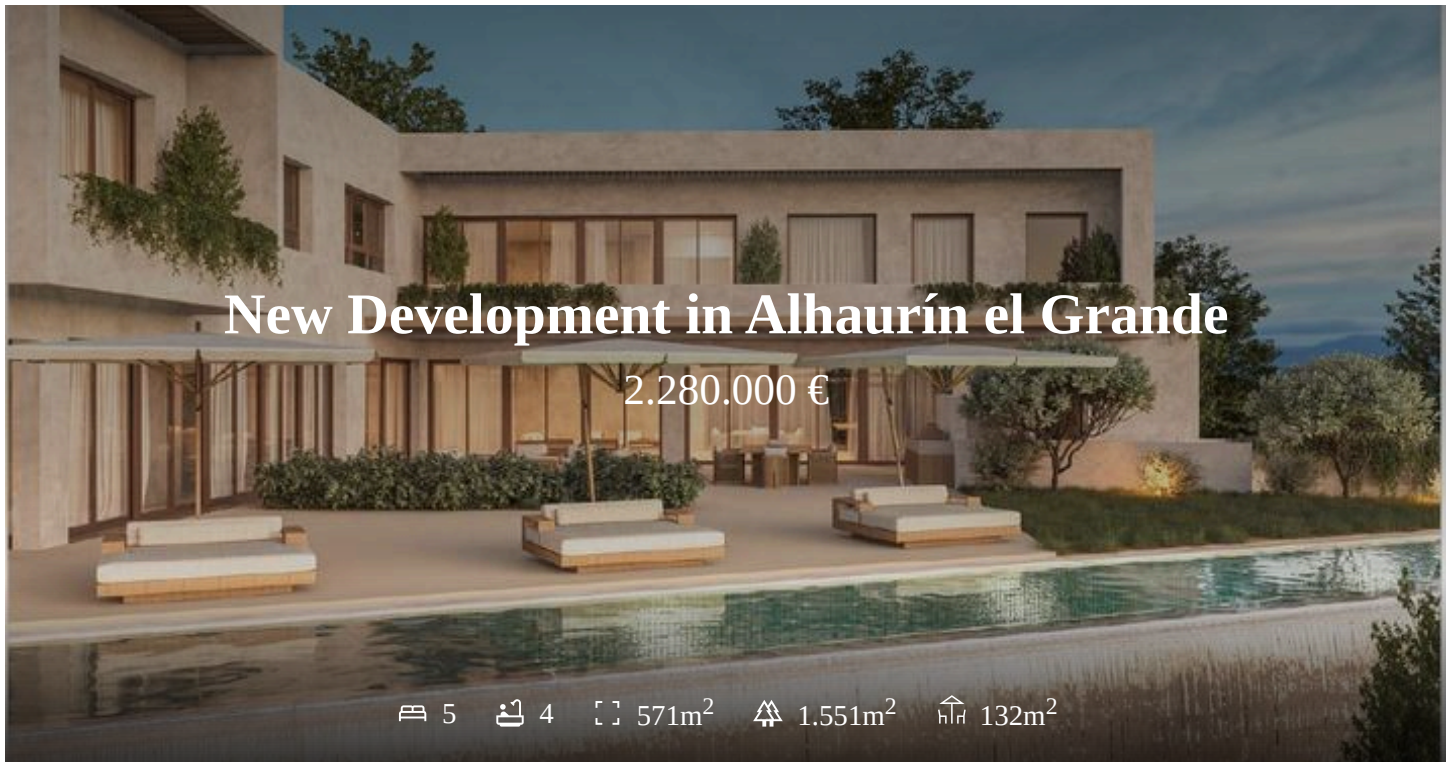 New Development in Alhaurín el Grande
2.280.000 €
5 4 571m² 1.551m² 132m²